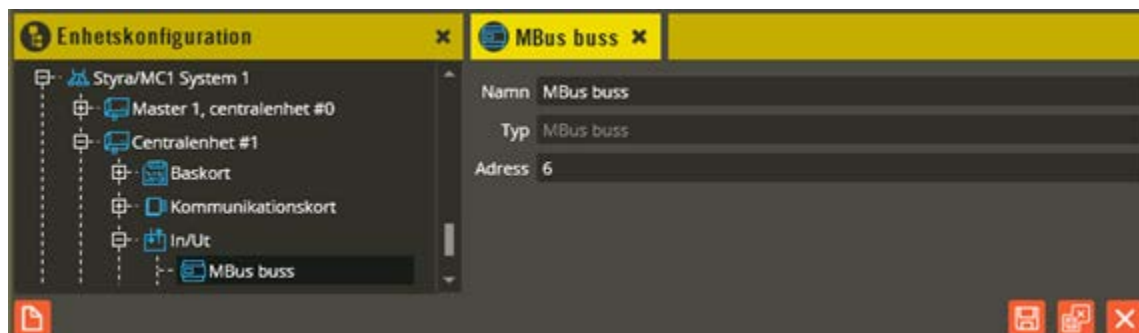 Enhetskonfiguration
MBus buss
Styra/MC1 System 1
Master 1, centralenhet #0
Centralenhet #1
Baskort
Kommunikationskort
In/Ut
MBus buss
Namn MBus buss
Typ MBus buss
Adress 6